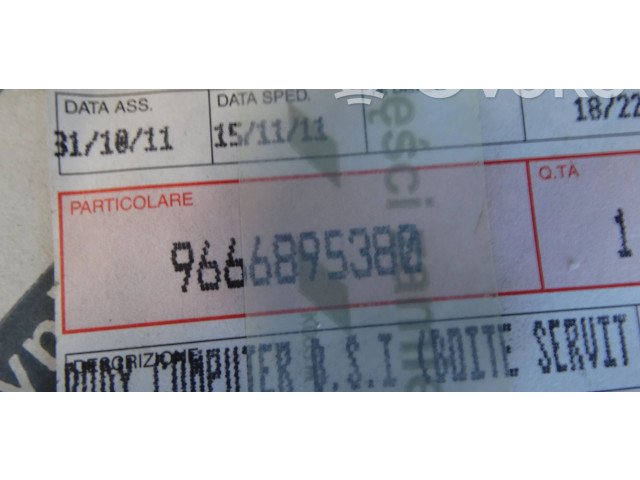 DATA ASS. DATA SPED.
31/10/11 15/11/11 18/22
PARTICOLARE Q.TÀ
9666895380 1
DESCRIZIONE
BODY COMPUTER B.S.I (BOITE SERVIT